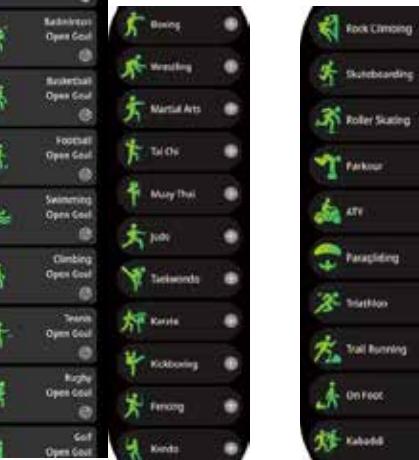 Badminton
Open Goal
Basketball
Open Goal
Football
Open Goal
Swimming
Open Goal
Climbing
Open Goal
Tennis
Open Goal
Rugby
Open Goal
Golf
Open Goal
Boxing
Wrestling
Martial Arts
Tai Chi
Muay Thai
Judo
Taekwondo
Karate
Kickboxing
Fencing
Kendo
Rock Climbing
Skateboarding
Roller Skating
Parkour
ATV
Paragliding
Triathlon
Trail Running
On Foot
Kabaddi